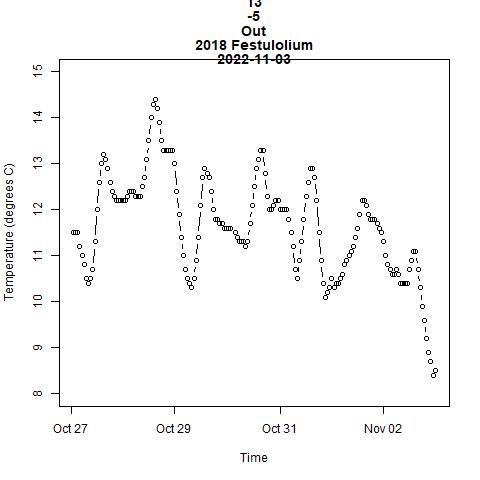 13
-5
Out
2018 Festulolium
2022-11-03
15
14
13
12
11
10
9
8
Temperature (degrees C)
Oct 27
Oct 29
Oct 31
Nov 02
Time